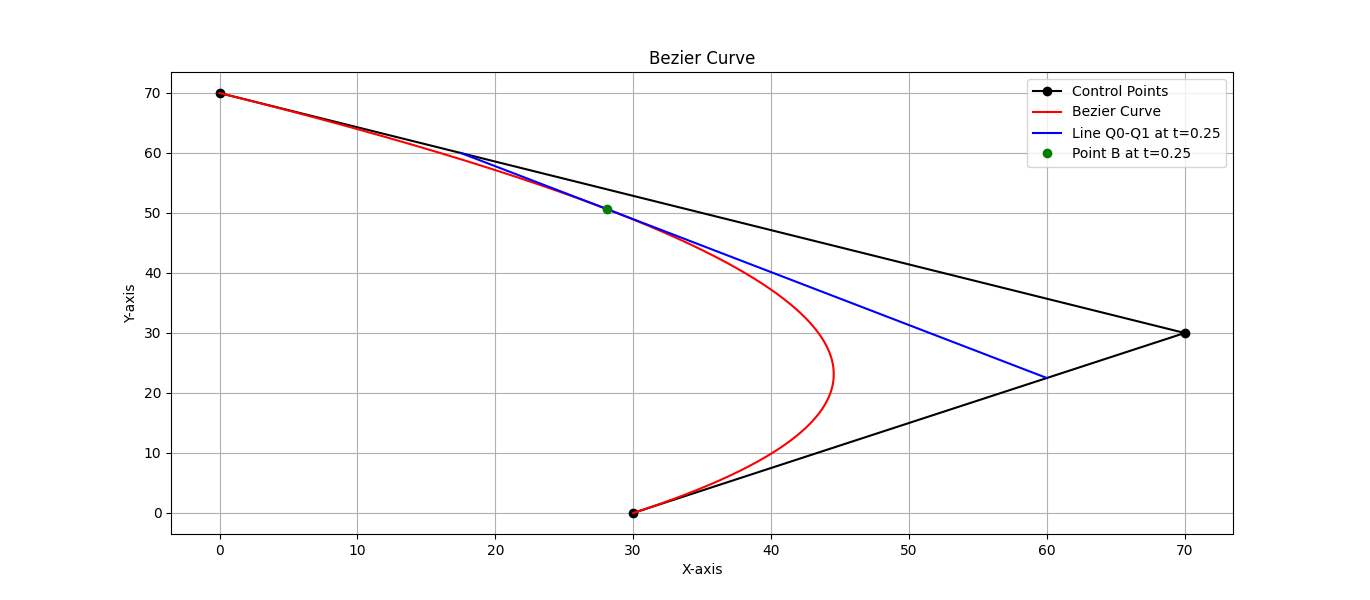 Bezier Curve
Control Points
Bezier Curve
Line Q0-Q1 at t=0.25
Point B at t=0.25
70
60
50
40
30
20
10
0
Y-axis
0 10 20 30 40 50 60 70
X-axis